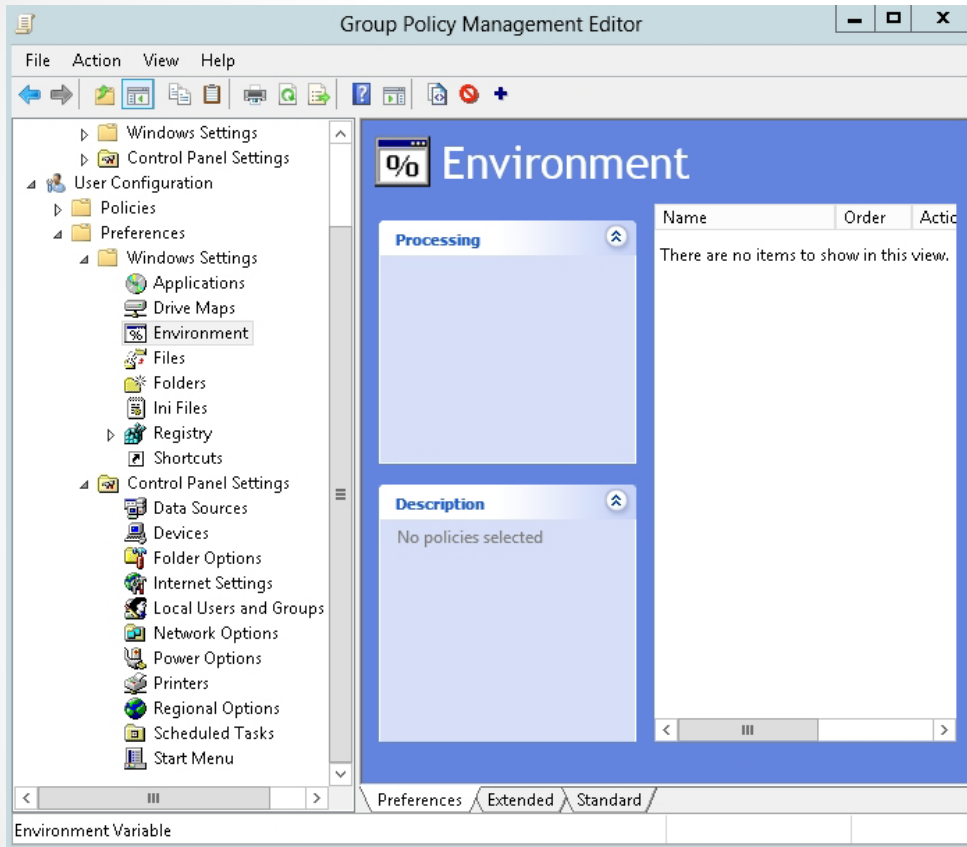 Group Policy Management Editor
File Action View Help
Windows Settings
Control Panel Settings
User Configuration
Policies
Preferences
Windows Settings
Applications
Drive Maps
Environment
Files
Folders
Ini Files
Registry
Shortcuts
Control Panel Settings
Data Sources
Devices
Folder Options
Internet Settings
Local Users and Groups
Network Options
Power Options
Printers
Regional Options
Scheduled Tasks
Start Menu
% Environment
Processing
Description
No policies selected
Name Order Actio
There are no items to show in this view.
Preferences Extended Standard
Environment Variable